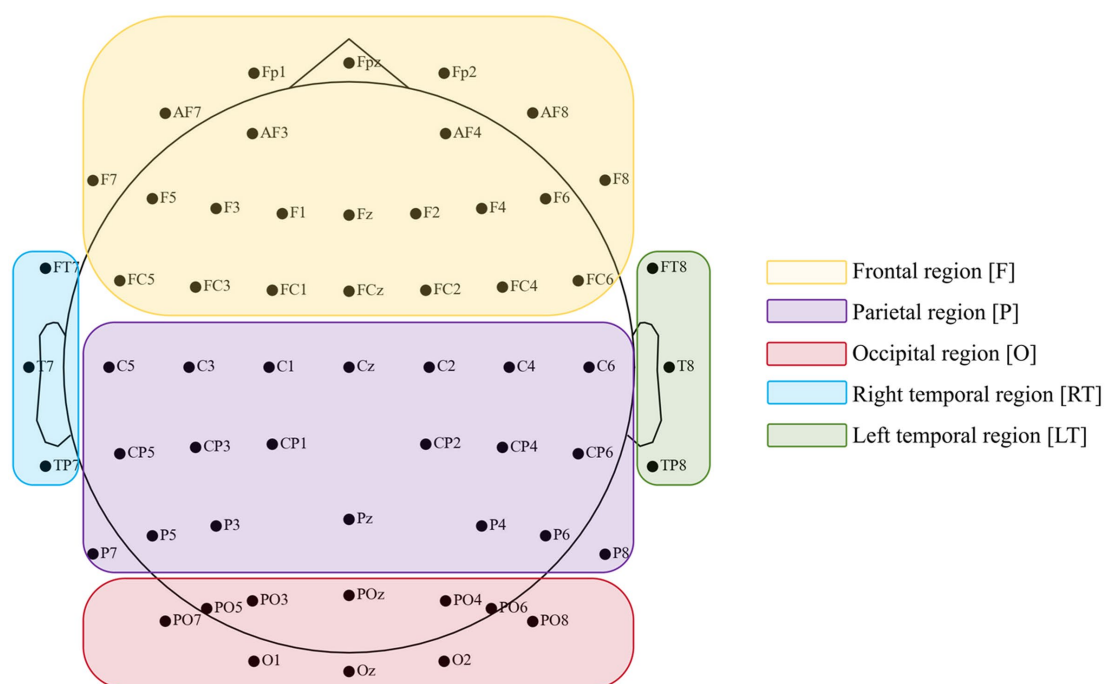 Fp1 Fpz Fp2
AF7 AF8
AF3 AF4
F7 F8
F5 F6
F3 F1 Fz F2 F4
FT7 FT8
FC5 FC3 FC1 FCz FC2 FC4 FC6
T7 C5 C3 C1 Cz C2 C4 C6 T8
CP5 CP3 CP1 CP2 CP4 CP6
TP7 TP8
P7 P5 P3 Pz P4 P6 P8
PO7 PO5 PO3 POz PO4 PO6 PO8
O1 Oz O2
Frontal region [F]
Parietal region [P]
Occipital region [O]
Right temporal region [RT]
Left temporal region [LT]